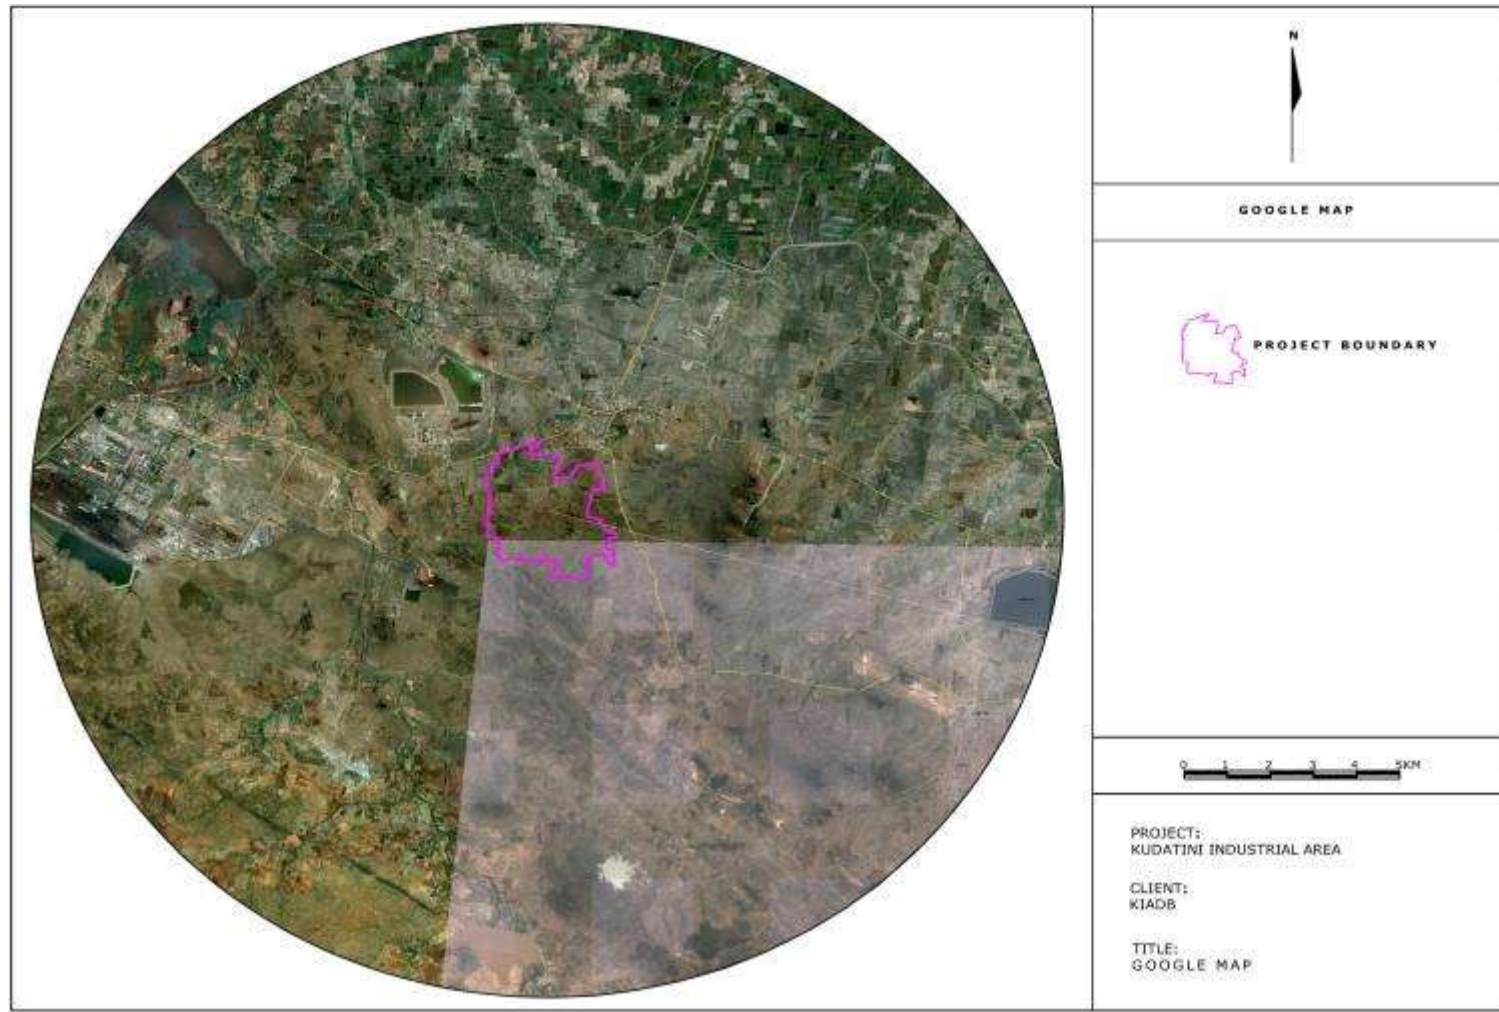 N
GOOGLE MAP
PROJECT BOUNDARY
0 1 2 3 4 5KM
PROJECT:
KUDATINI INDUSTRIAL AREA
CLIENT:
KIADB
TITLE:
GOOGLE MAP